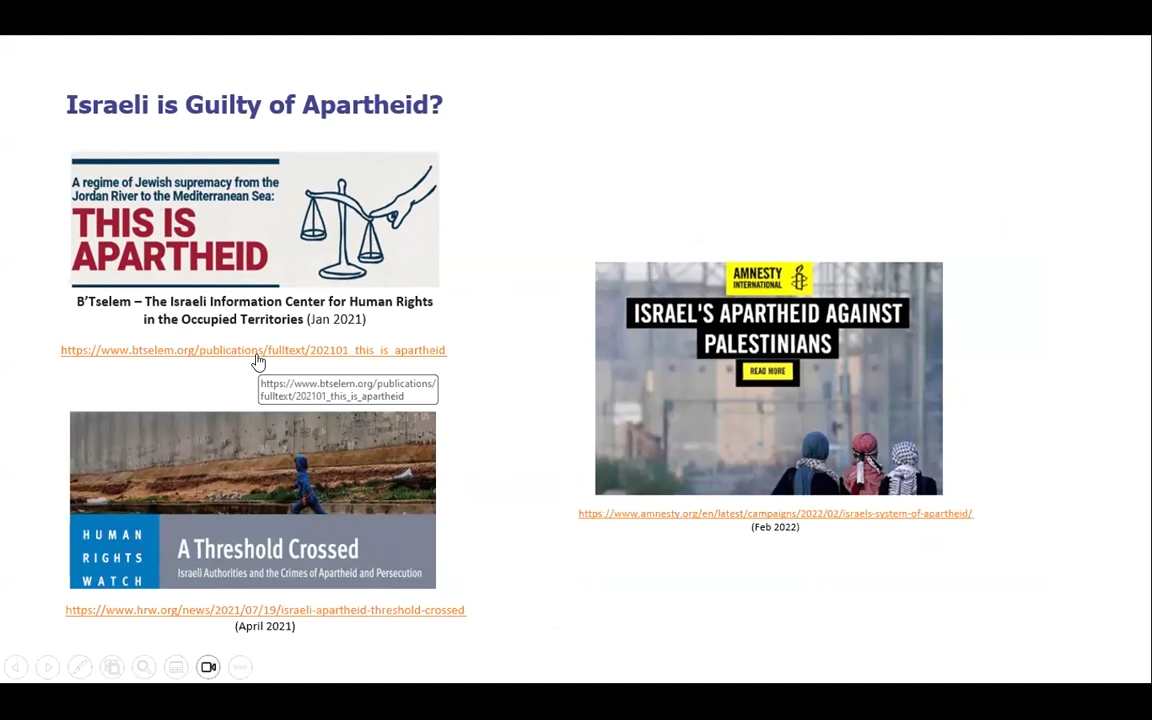 Israeli is Guilty of Apartheid?
A regime of Jewish supremacy from the
Jordan River to the Mediterranean Sea:
THIS IS
APARTHEID
B'Tselem – The Israeli Information Center for Human Rights
in the Occupied Territories (Jan 2021)
https://www.btselem.org/publications/fulltext/202101_this_is_apartheid
https://www.btselem.org/publications/
fulltext/202101_this_is_apartheid
HUMAN
RIGHTS
WATCH
A Threshold Crossed
Israeli Authorities and the Crimes of Apartheid and Persecution
https://www.hrw.org/news/2021/07/19/israeli-apartheid-threshold-crossed
(April 2021)
AMNESTY
INTERNATIONAL
ISRAEL'S APARTHEID AGAINST
PALESTINIANS
READ MORE
https://www.amnesty.org/en/latest/campaigns/2022/02/israels-system-of-apartheid/
(Feb 2022)